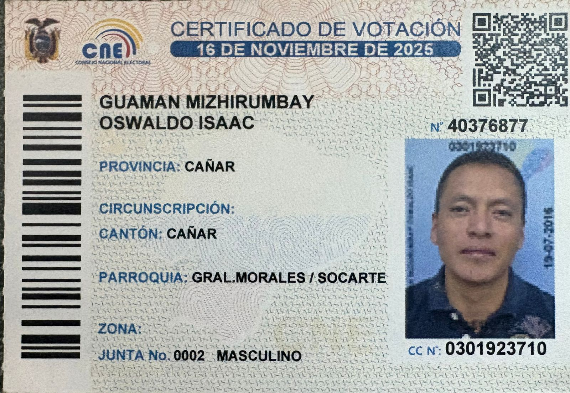 CERTIFICADO DE VOTACIÓN
16 DE NOVIEMBRE DE 2025
CNE
CONSEJO NACIONAL ELECTORAL
GUAMAN MIZHIRUMBAY
OSWALDO ISAAC
N° 40376877
0301923710
PROVINCIA: CAÑAR
CIRCUNSCRIPCIÓN:
CANTÓN: CAÑAR
PARROQUIA: GRAL.MORALES / SOCARTE
19-07-2016
ZONA:
JUNTA No. 0002 MASCULINO
CC N°: 0301923710